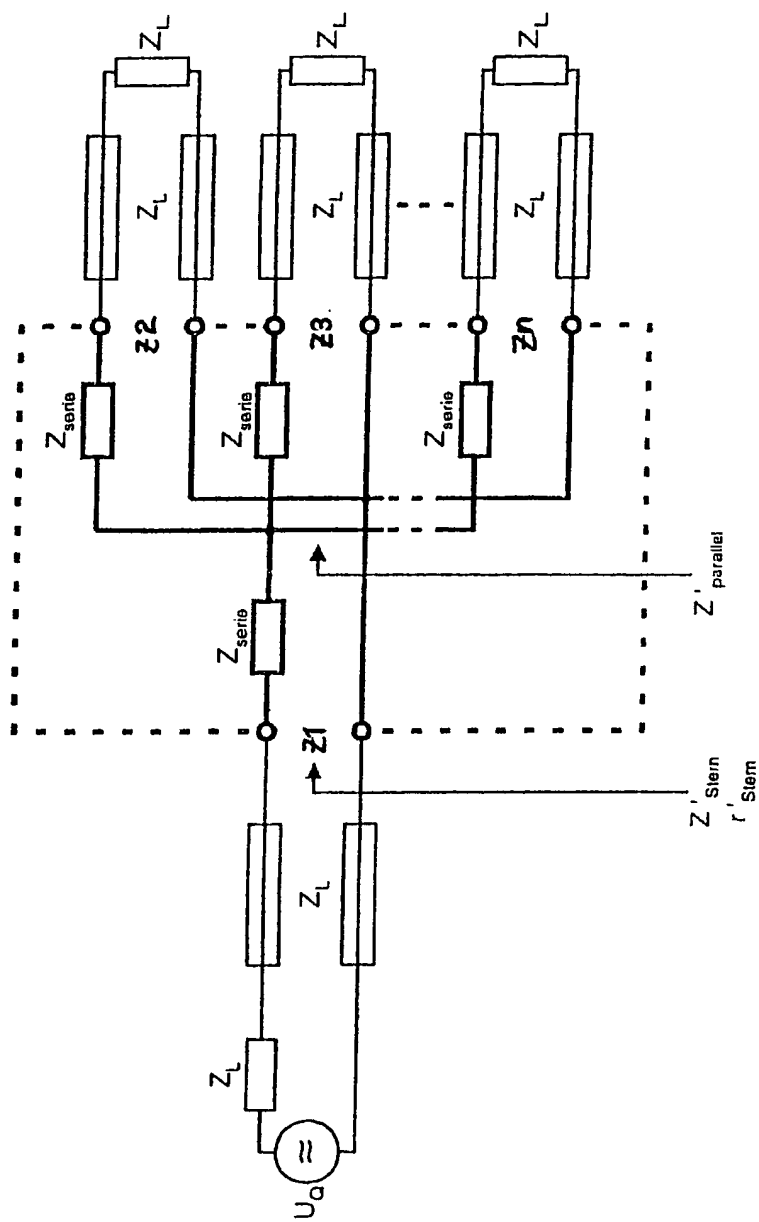 Z_serie
Z2 Z_L Z_L
Z_L Z_serie Z_serie
U_Q Z_L Z1 Z3 Z_L Z_L
Z_serie
Zn Z_L Z_L
Z'_Stern Z'_parallel
r'_Stern